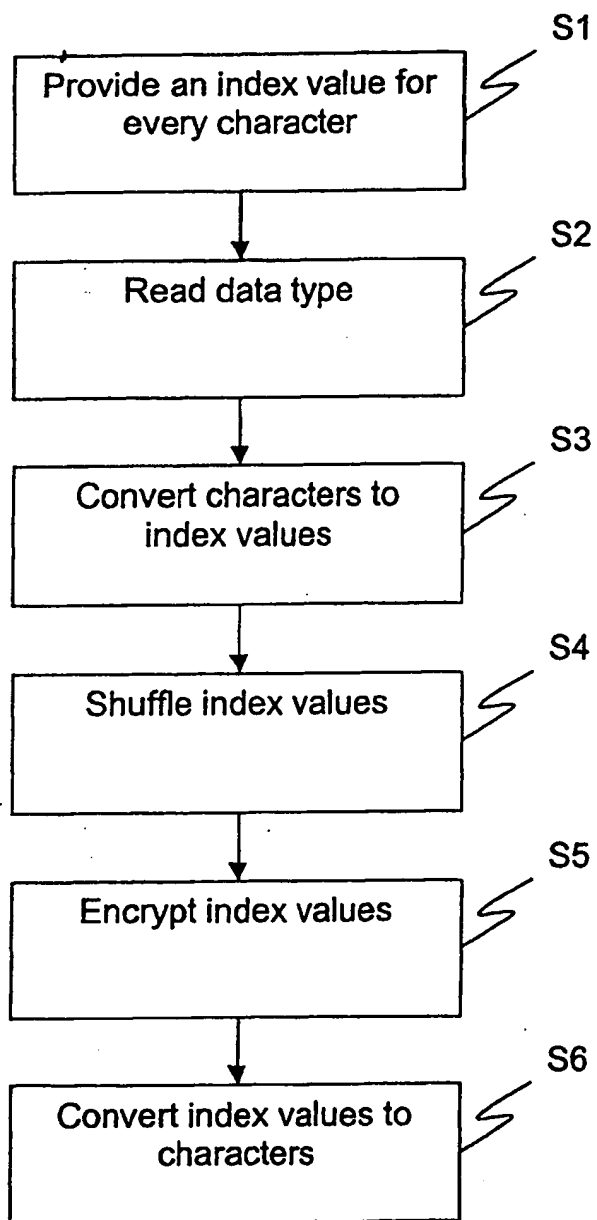 S1
Provide an index value for
every character
S2
Read data type
S3
Convert characters to
index values
S4
Shuffle index values
S5
Encrypt index values
S6
Convert index values to
characters